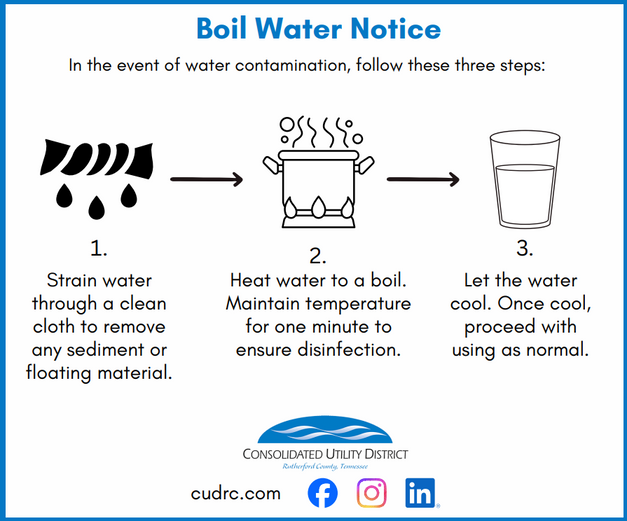 Boil Water Notice
In the event of water contamination, follow these three steps:
1.
Strain water
through a clean
cloth to remove
any sediment or
floating material.
2.
Heat water to a boil.
Maintain temperature
for one minute to
ensure disinfection.
3.
Let the water
cool. Once cool,
proceed with
using as normal.
CONSOLIDATED UTILITY DISTRICT
Rutherford County, Tennessee
cudrc.com
in